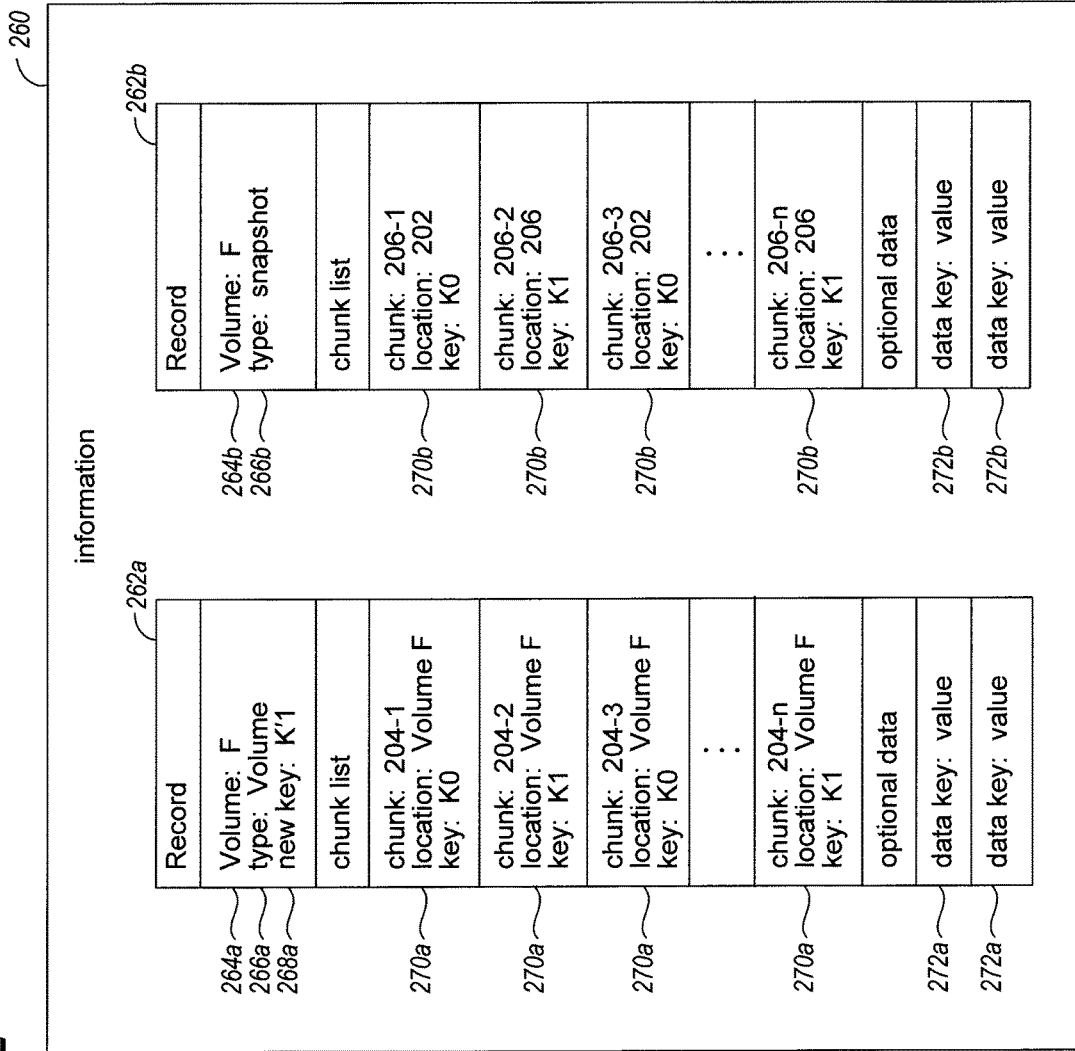 260
information
262a
Record
264a
266a
268a
Volume: F
type: Volume
new key: K'1
chunk list
270a
chunk: 204-1
location: Volume F
key: K0
270a
chunk: 204-2
location: Volume F
key: K1
270a
chunk: 204-3
location: Volume F
key: K0
...
270a
chunk: 204-n
location: Volume F
key: K1
optional data
272a
data key: value
272a
data key: value
262b
Record
264b
266b
Volume: F
type: snapshot
chunk list
270b
chunk: 206-1
location: 202
key: K0
270b
chunk: 206-2
location: 206
key: K1
270b
chunk: 206-3
location: 202
key: K0
...
270b
chunk: 206-n
location: 206
key: K1
optional data
272b
data key: value
272b
data key: value